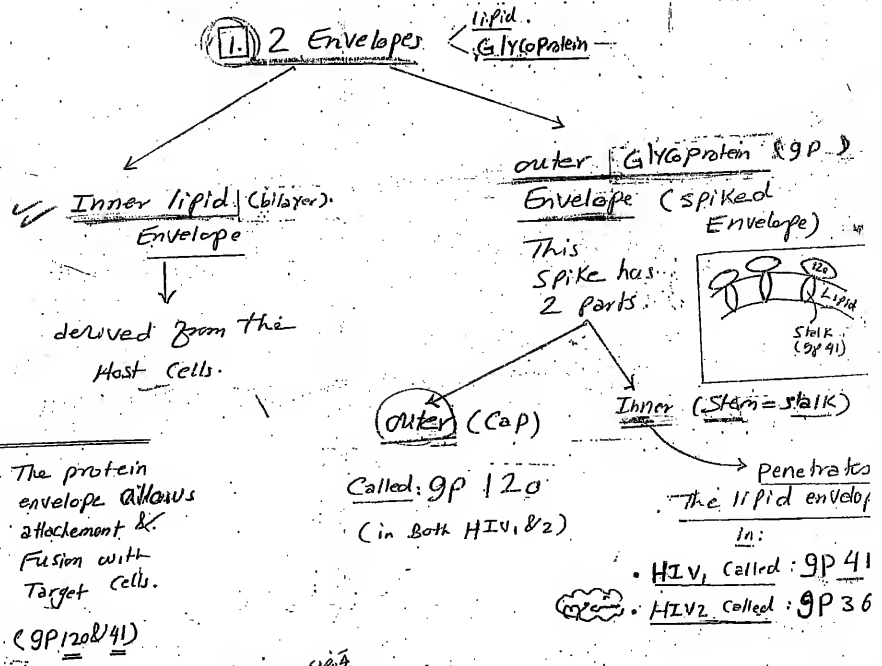 1. 2 Envelopes
lipid.
Glycoprotein
Inner lipid (bilayer).
Envelope
derived from the
Host Cells.
outer Glycoprotein (gp)
Envelope (spiked
Envelope)
This
spike has
2 parts.
120
Lipid
Stalk
(gp 41)
outer (Cap)
Called: gp 120
(in Both HIV1 & 2)
Inner (Stem = stalk)
Penetrates
The lipid envelop
in:
• HIV1 Called : gp 41
• HIV2 Called : gp 36
The protein
envelope allows
attachemont &
Fusion with
Target Cells.
(gp 120 & 41)